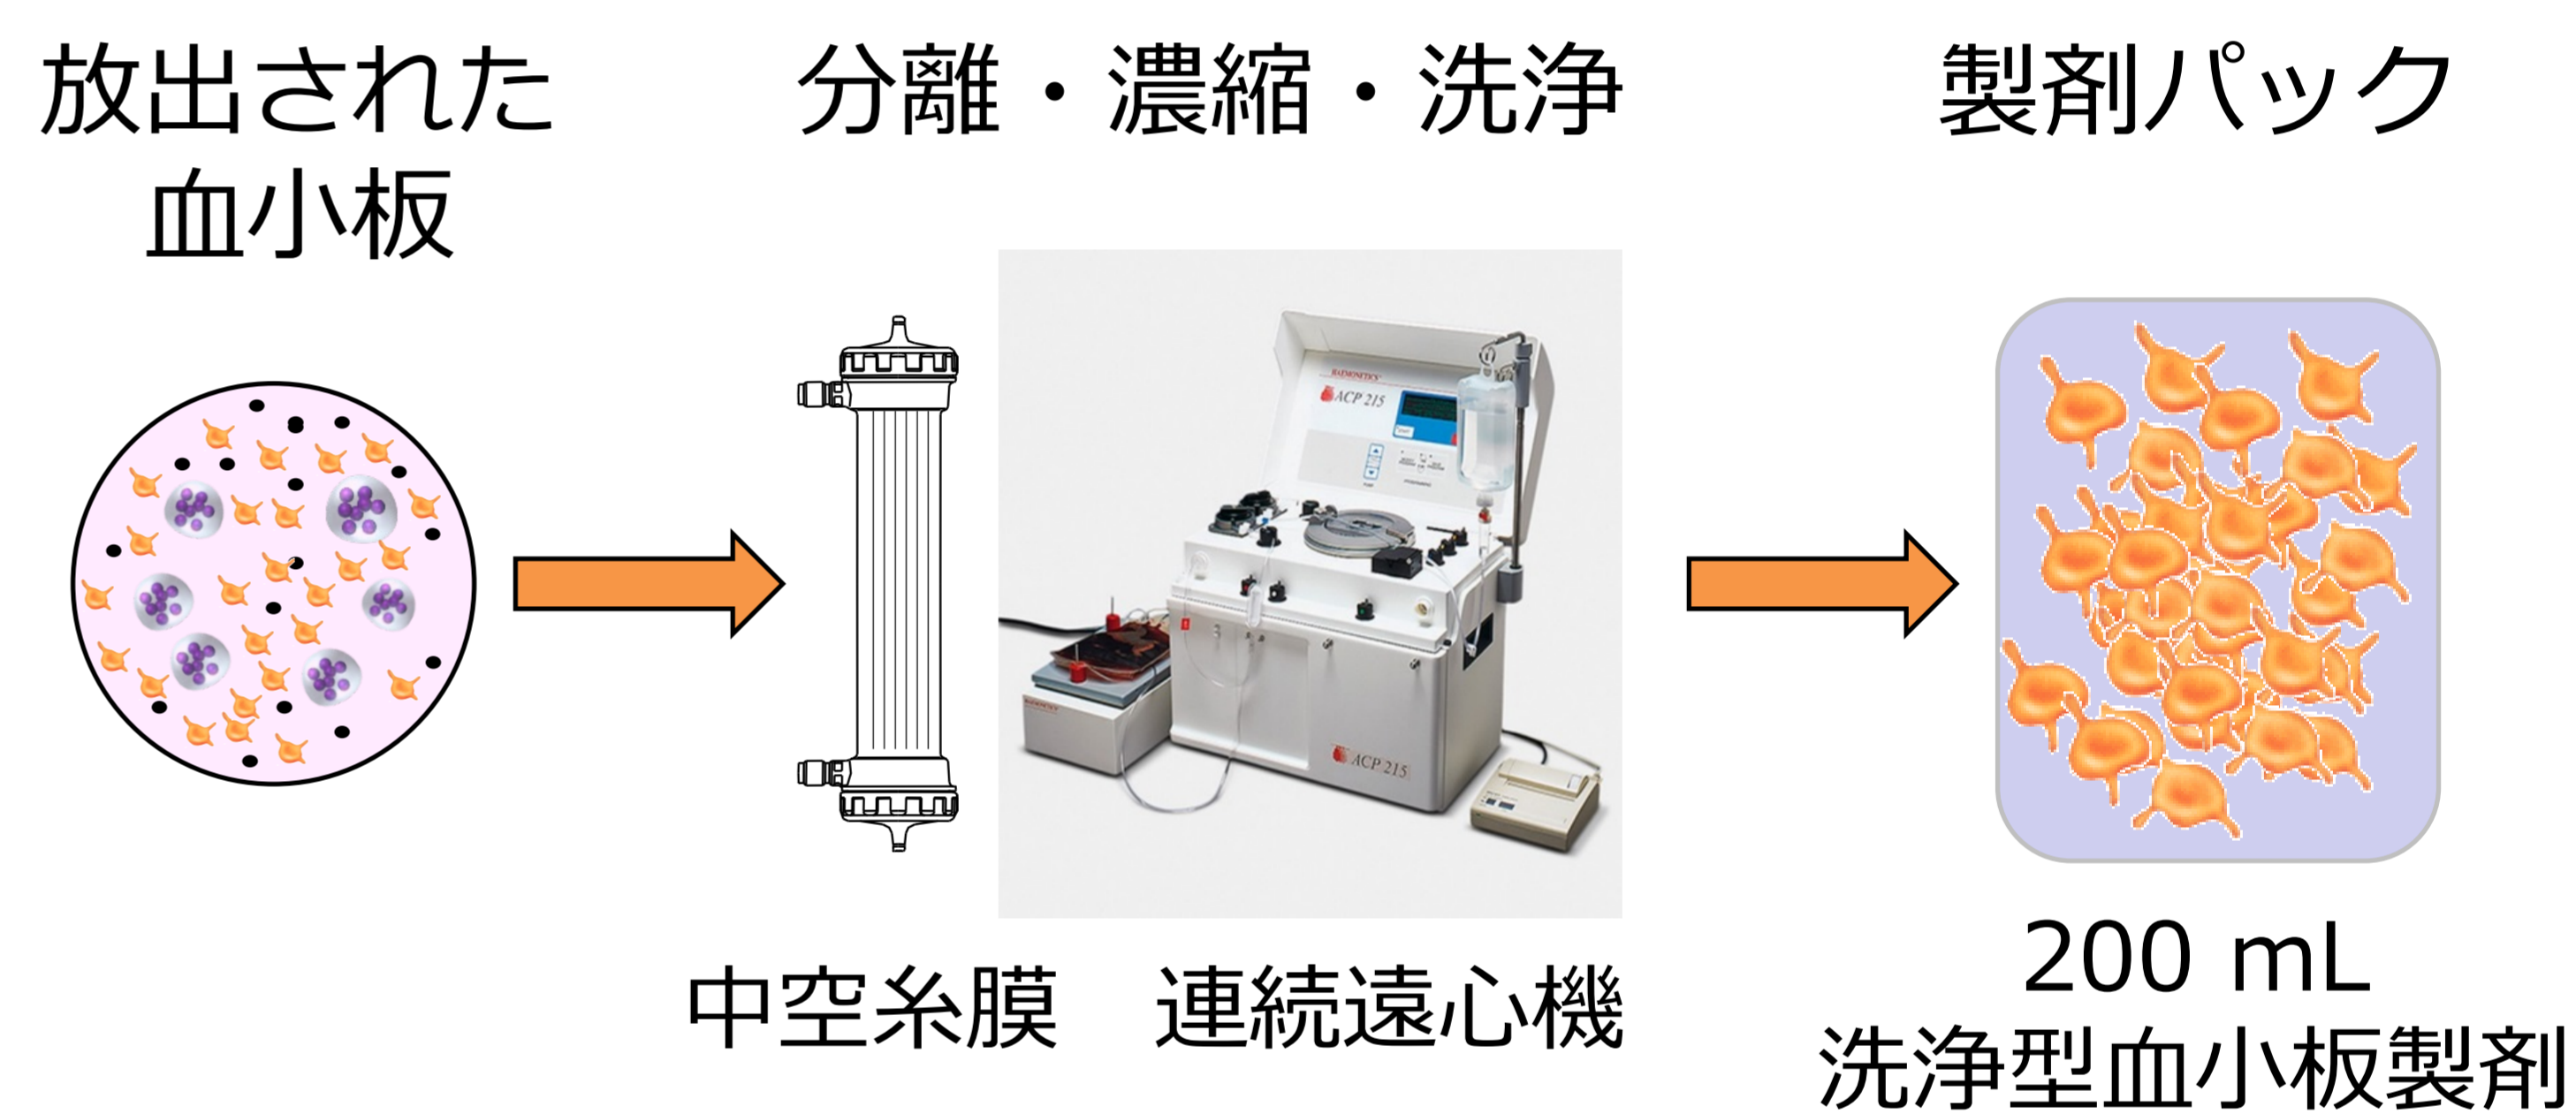 放出された
血小板
分離・濃縮・洗浄
製剤パック
HAEMONETICS
ACP 215
ACP 215
中空糸膜　連続遠心機
200 mL
洗浄型血小板製剤